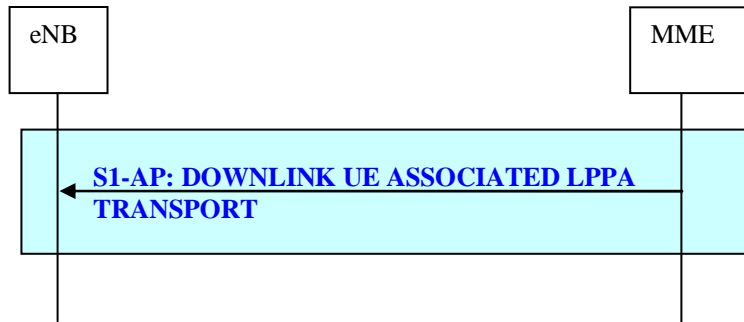 eNB
MME
S1-AP: DOWNLINK UE ASSOCIATED LPPA
TRANSPORT